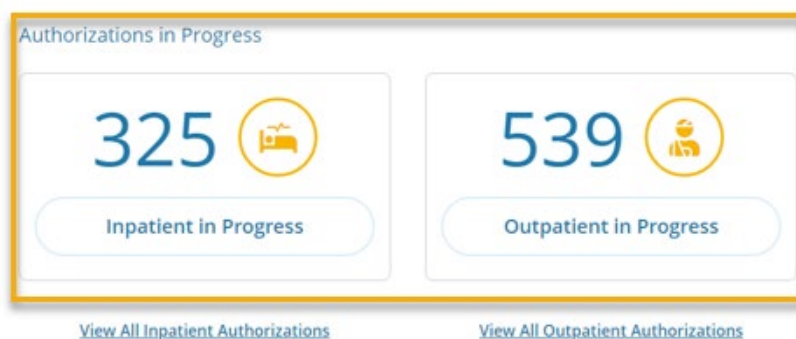 Authorizations in Progress
325
539
Inpatient in Progress
Outpatient in Progress
View All Inpatient Authorizations
View All Outpatient Authorizations